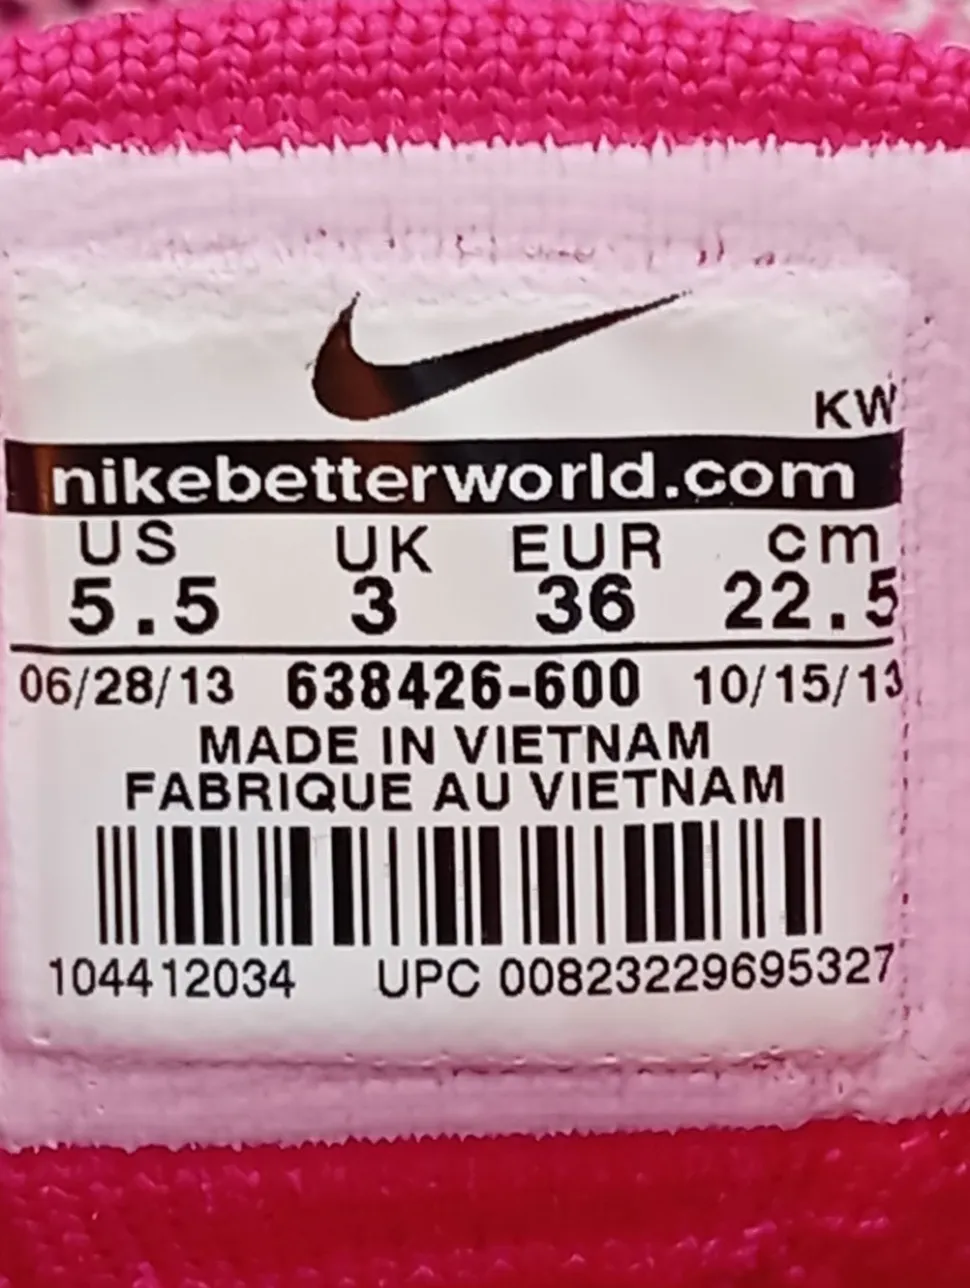 KW
nikebetterworld.com
US UK EUR cm
5.5 3 36 22.5
06/28/13 638426-600 10/15/13
MADE IN VIETNAM
FABRIQUE AU VIETNAM
104412034 UPC 00823229695327